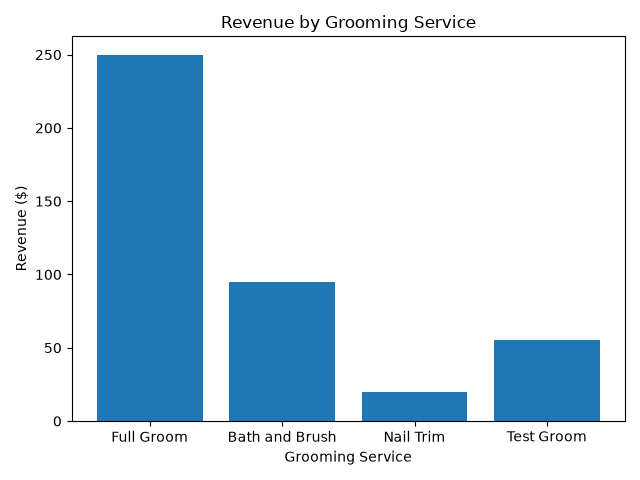 Revenue by Grooming Service
250
200
150
100
50
0
Revenue ($)
Full Groom
Bath and Brush
Nail Trim
Test Groom
Grooming Service